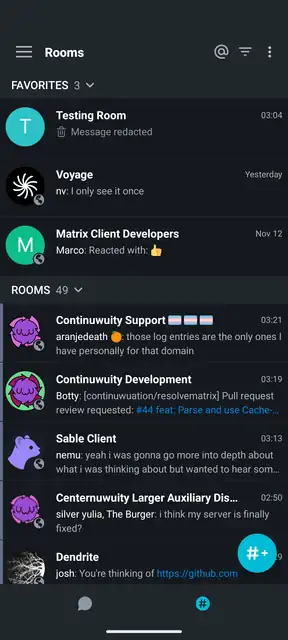 Rooms
FAVORITES 3
T
Testing Room 03:04
Message redacted
Voyage Yesterday
nv: I only see it once
M
Matrix Client Developers Nov 12
Marco: Reacted with: 👍
ROOMS 49
Continuwuity Support 🏳️‍⚧️🏳️‍⚧️🏳️‍⚧️ 03:21
aranjedeath 🍊: those log entries are the only ones I
have personally for that domain
Continuwuity Development 03:19
Botty: [continuwuation/resolvematrix] Pull request
review requested: #44 feat: Parse and use Cache-...
Sable Client 03:13
nemu: yeah i was gonna go more into depth about
what i was thinking about but wanted to hear som...
Centernuwuity Larger Auxiliary Dis... 02:50
silver yulia, The Burger: i think my server is finally
fixed?
Dendrite
josh: You're thinking of https://github.com
#+